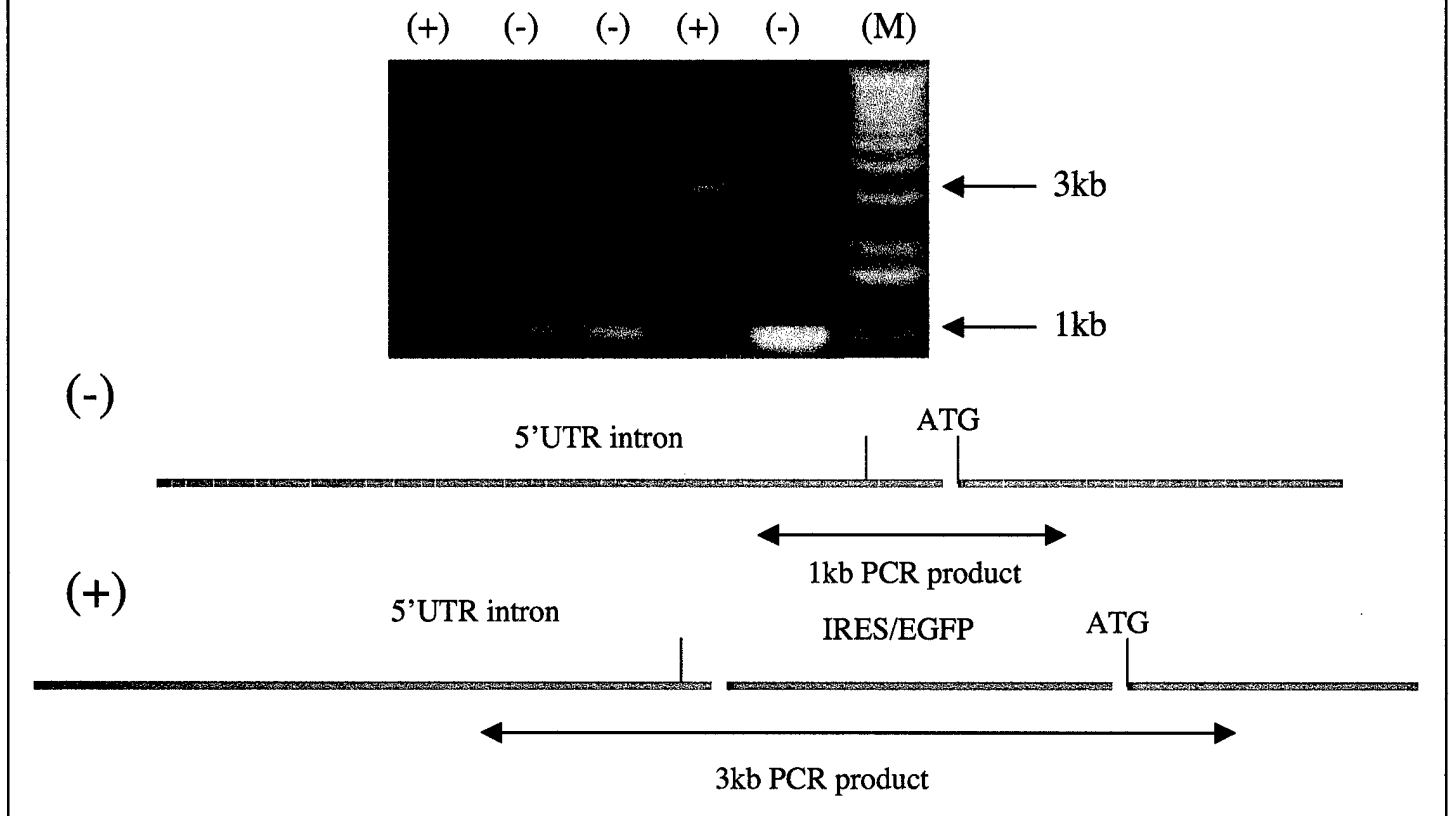 (+) (-) (-) (+) (-) (M)
3kb
1kb
(-)
ATG
5’UTR intron
1kb PCR product
(+)
5’UTR intron
IRES/EGFP
ATG
3kb PCR product